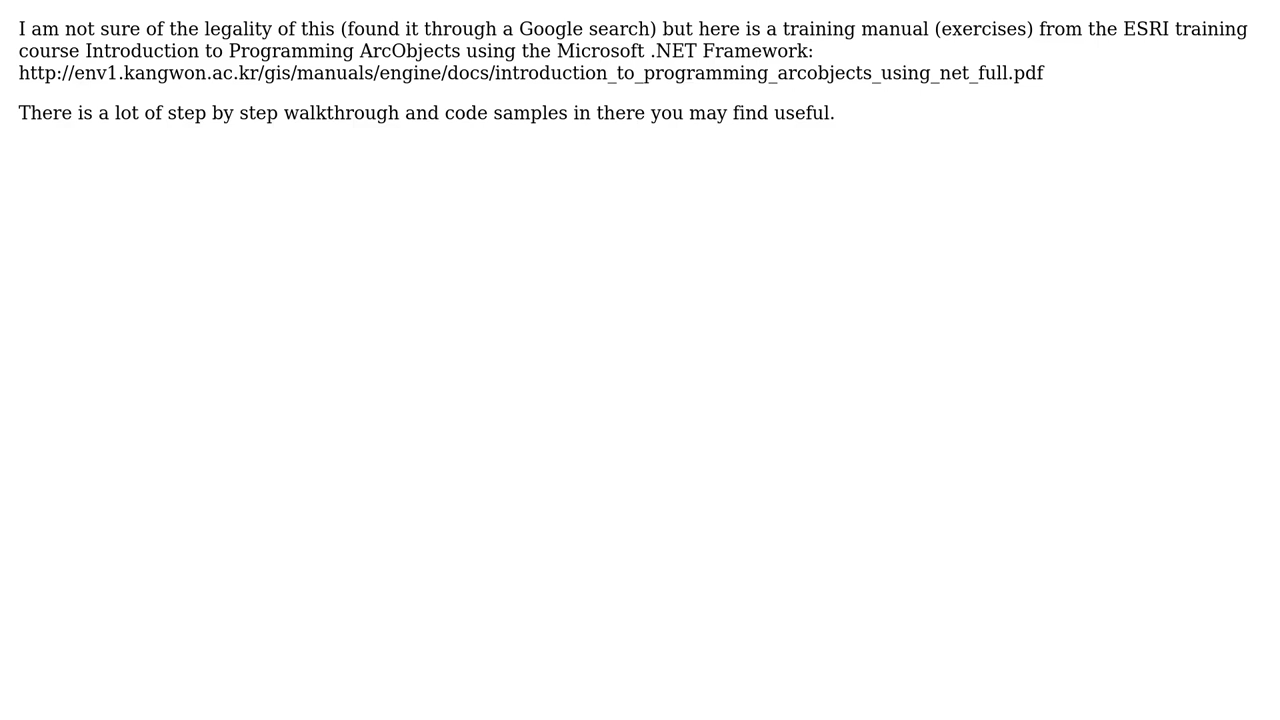 I am not sure of the legality of this (found it through a Google search) but here is a training manual (exercises) from the ESRI training
course Introduction to Programming ArcObjects using the Microsoft .NET Framework:
http://env1.kangwon.ac.kr/gis/manuals/engine/docs/introduction_to_programming_arcobjects_using_net_full.pdf
There is a lot of step by step walkthrough and code samples in there you may find useful.